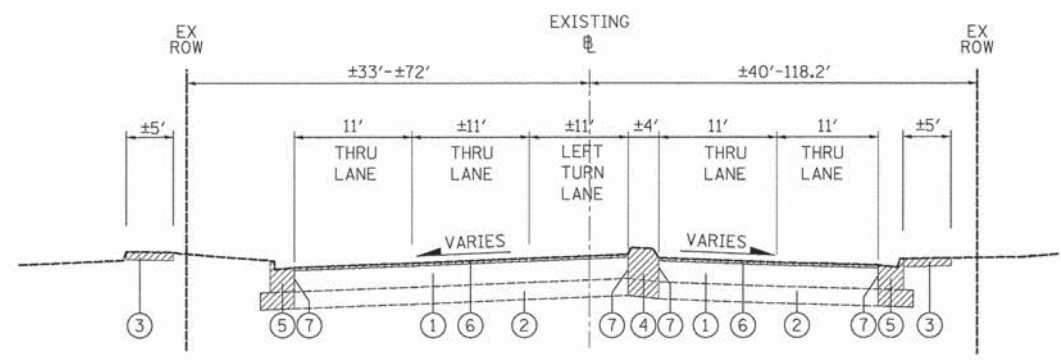 EXISTING
℄
EX
ROW
EX
ROW
±33'-±72'
±40'-118.2'
±5'
11'
±11'
±11'
±4'
11'
11'
±5'
THRU
LANE
THRU
LANE
LEFT
TURN
LANE
THRU
LANE
THRU
LANE
VARIES
VARIES
3
5
7
1
6
2
7
4
7
1
6
2
7
5
3